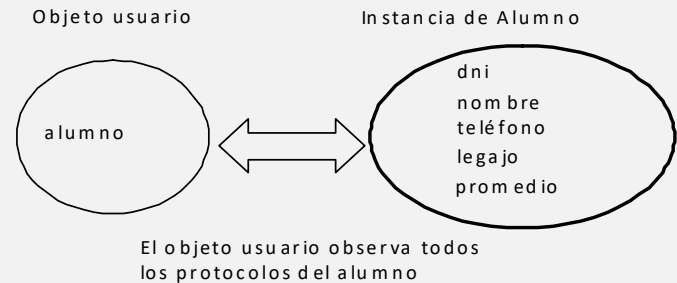 Objeto usuario
Instancia de Alumno
alumno
dni
nombre
teléfono
legajo
promedio
El objeto usuario observa todos
los protocolos del alumno